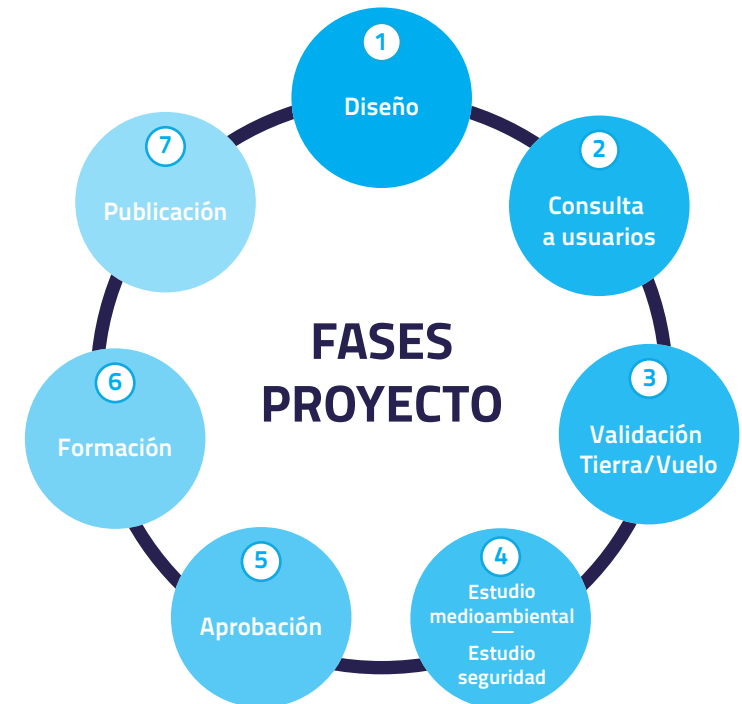 1
Diseño
2
Consulta
a usuarios
3
Validación
Tierra/Vuelo
4
Estudio
medioambiental
Estudio
seguridad
5
Aprobación
6
Formación
7
Publicación
FASES
PROYECTO